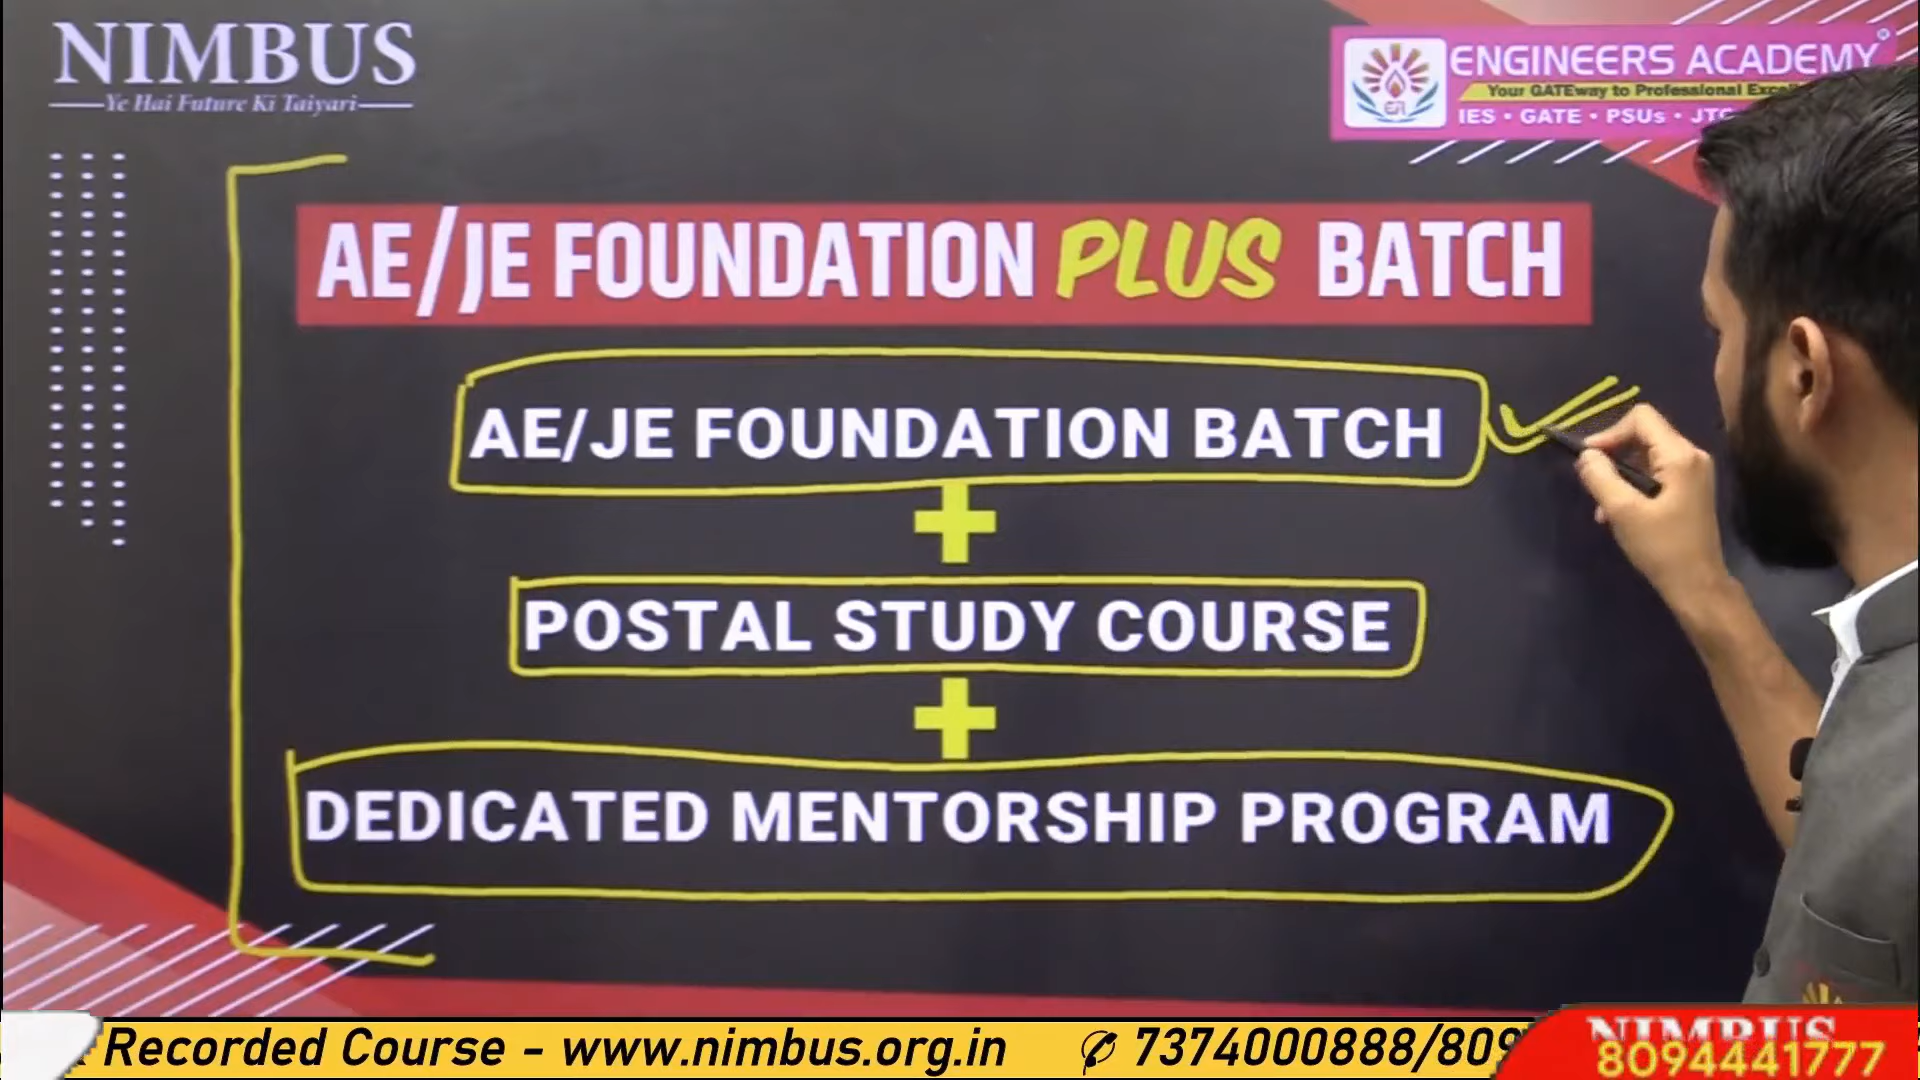 NIMBUS
Ye Hai Future Ki Taiyari
ENGINEERS ACADEMY
Your GATEway to Professional
IES • GATE • PSUs •
AE/JE FOUNDATION PLUS BATCH
AE/JE FOUNDATION BATCH
+
POSTAL STUDY COURSE
+
DEDICATED MENTORSHIP PROGRAM
Recorded Course - www.nimbus.org.in ✆ 7374000888/809
NIMBUS
8094441777